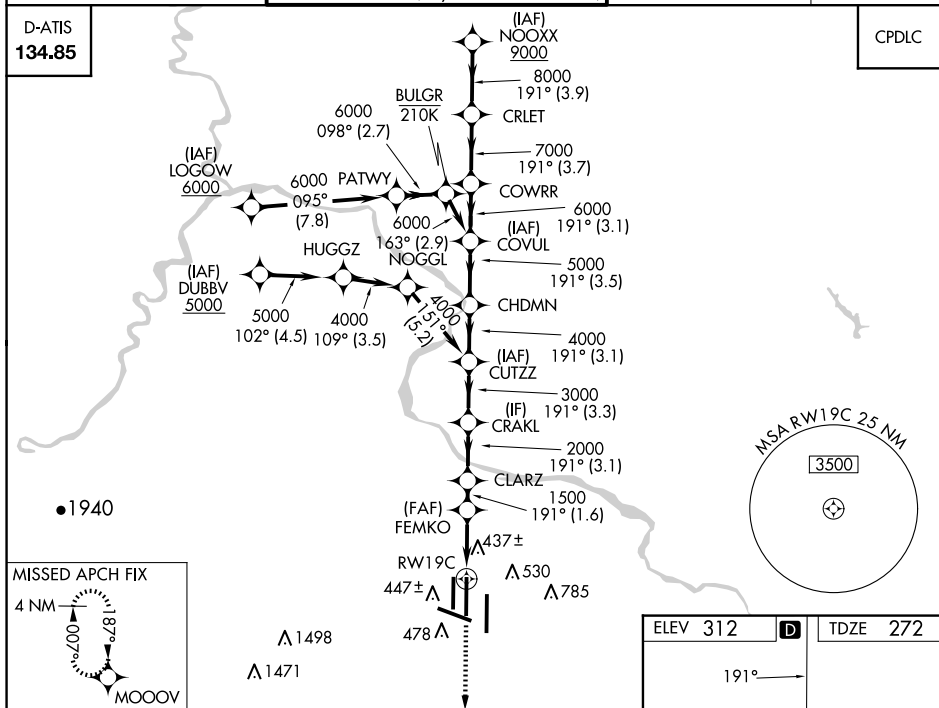 D-ATIS
134.85
CPDLC
(IAF)
NOOXX
9000
8000
191° (3.9)
CRLET
BULGR
210K
6000
098° (2.7)
7000
191° (3.7)
(IAF)
LOGOW
6000
6000
095°
(7.8)
PATWY
COWRR
6000
191° (3.1)
6000
163° (2.9)
(IAF)
COVUL
HUGGZ
NOGGL
5000
191° (3.5)
(IAF)
DUBBV
5000
5000
102° (4.5)
4000
109° (3.5)
4000
151°
(5.2)
CHDMN
4000
191° (3.1)
(IAF)
CUTZZ
3000
191° (3.3)
(IF)
CRAKL
2000
191° (3.1)
CLARZ
1500
191° (1.6)
(FAF)
FEMKO
MSA RW19C 25 NM
3500
1940
437±
RW19C
530
447±
785
478
1498
1471
MISSED APCH FIX
4 NM
187°
007°
MOOOV
ELEV 312
D
TDZE 272
191°